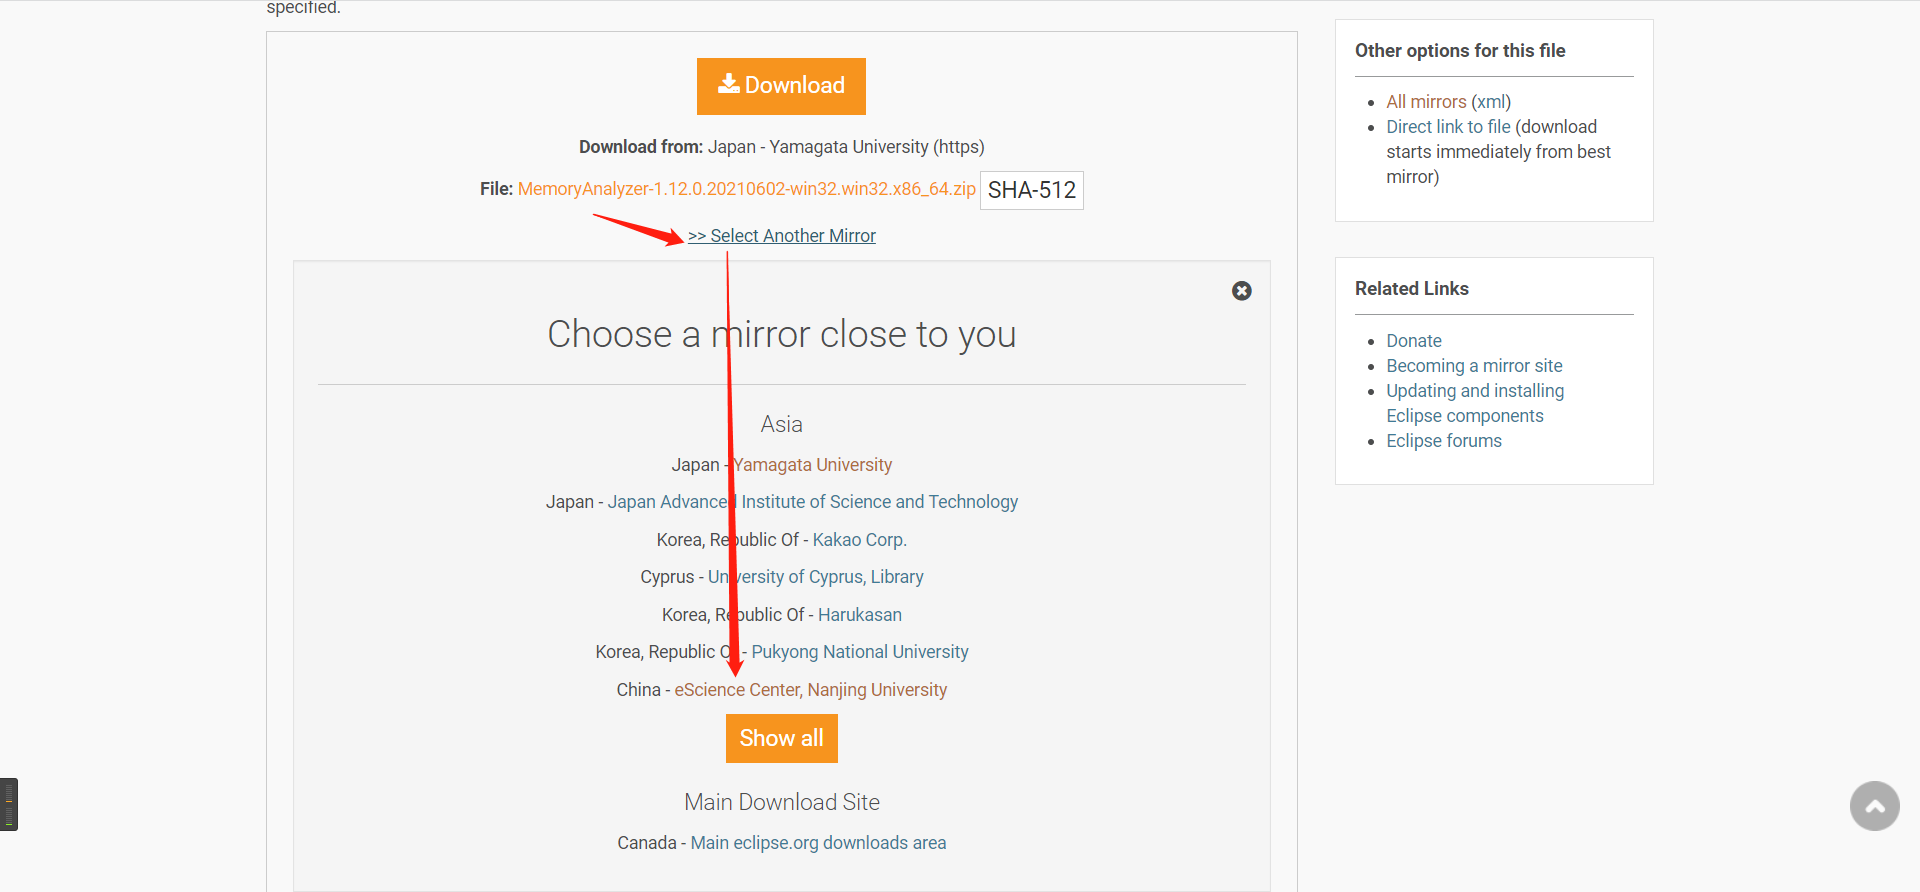 specified.
Download
Download from: Japan - Yamagata University (https)
File: MemoryAnalyzer-1.12.0.20210602-win32.win32.x86_64.zip SHA-512
>> Select Another Mirror
Choose a mirror close to you
Asia
Japan - Yamagata University
Japan - Japan Advanced Institute of Science and Technology
Korea, Republic Of - Kakao Corp.
Cyprus - University of Cyprus, Library
Korea, Republic Of - Harukasan
Korea, Republic Of - Pukyong National University
China - eScience Center, Nanjing University
Show all
Main Download Site
Canada - Main eclipse.org downloads area
Other options for this file
All mirrors (xml)
Direct link to file (download
starts immediately from best
mirror)
Related Links
Donate
Becoming a mirror site
Updating and installing
Eclipse components
Eclipse forums